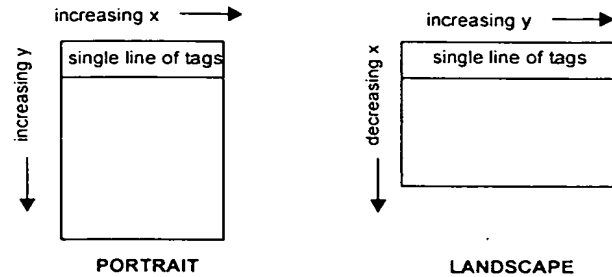 increasing x
single line of tags
increasing y
PORTRAIT
increasing y
single line of tags
decreasing x
LANDSCAPE